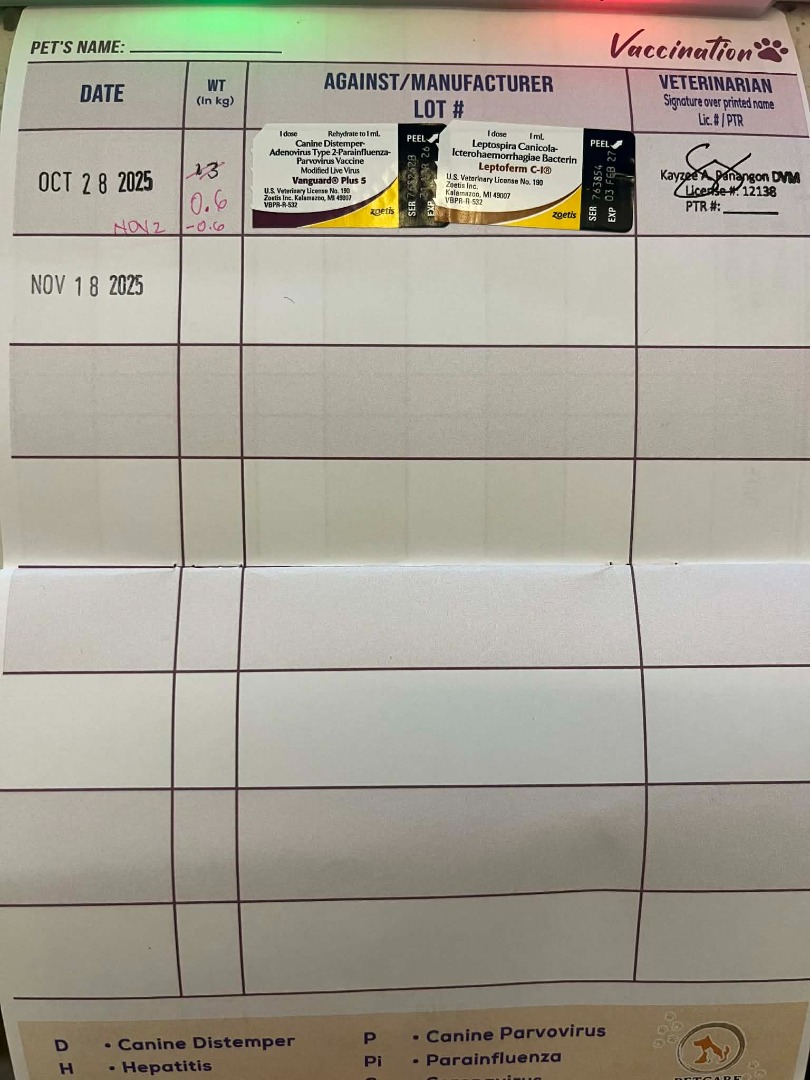 PET'S NAME:
Vaccination
DATE
WT
(In kg)
AGAINST/MANUFACTURER
LOT #
VETERINARIAN
Signature over printed name
Lic. # / PTR
OCT 28 2025
13
0.6
NOV 2
-0.6
1 dose Rehydrate to 1 mL
Canine Distemper-
Adenovirus Type 2-Parainfluenza-
Parvovirus Vaccine
Modified Live Virus
Vanguard® Plus 5
U.S. Veterinary License No. 190
Zoetis Inc.
Kalamazoo, MI 49007
VBPR-R-532
zoetis
PEEL
SER
EXP
1 dose 1 mL
Leptospira Canicola-
Icterohaemorrhagiae Bacterin
Leptoferm C-I®
U.S. Veterinary License No. 190
Zoetis Inc.
Kalamazoo, MI 49007
VBPR-R-532
zoetis
PEEL
SER 763854
EXP 03 FEB 27
Kayzee A. Panangon DVM
License #: 12138
PTR #:
NOV 18 2025
D • Canine Distemper
H • Hepatitis
P • Canine Parvovirus
Pi • Parainfluenza